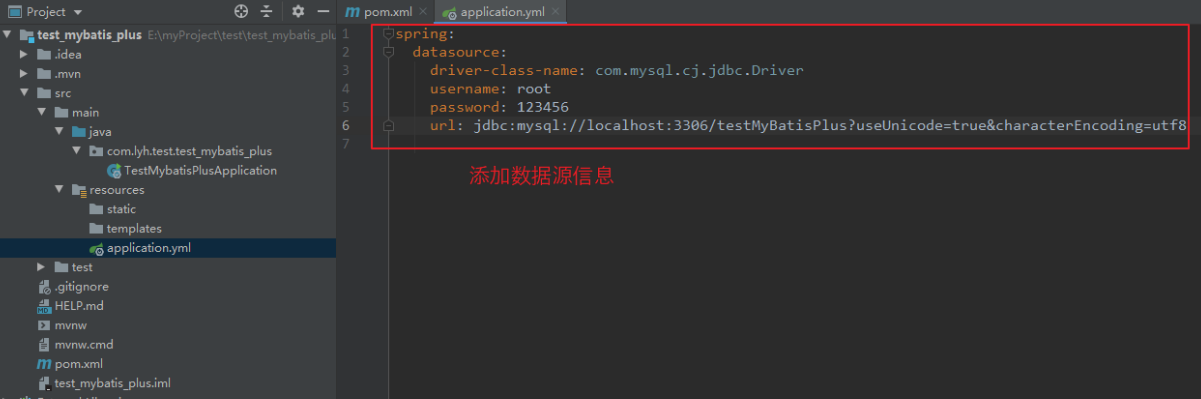 Project
pom.xml
application.yml
test_mybatis_plus E:\myProject\test\test_mybatis_plu
.idea
.mvn
src
main
java
com.lyh.test.test_mybatis_plus
TestMybatisPlusApplication
resources
static
templates
application.yml
test
.gitignore
HELP.md
mvnw
mvnw.cmd
pom.xml
test_mybatis_plus.iml
1 spring:
2 datasource:
3 driver-class-name: com.mysql.cj.jdbc.Driver
4 username: root
5 password: 123456
6 url: jdbc:mysql://localhost:3306/testMyBatisPlus?useUnicode=true&characterEncoding=utf8
7
添加数据源信息